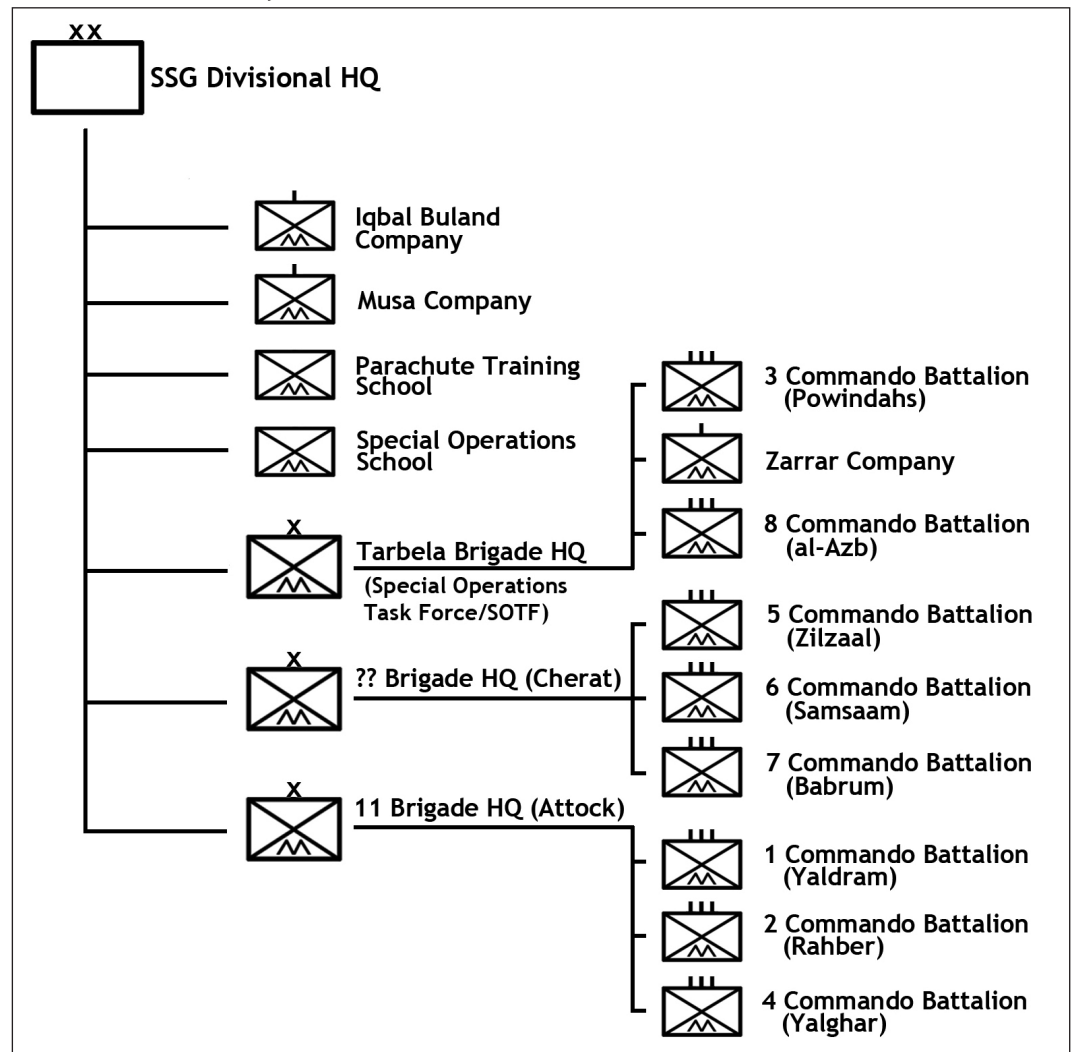 XX
SSG Divisional HQ
Iqbal Buland
Company
Musa Company
Parachute Training
School
Special Operations
School
X
Tarbela Brigade HQ
(Special Operations
Task Force/SOTF)
X
?? Brigade HQ (Cherat)
X
11 Brigade HQ (Attock)
3 Commando Battalion
(Powindahs)
Zarrar Company
8 Commando Battalion
(al-Azb)
5 Commando Battalion
(Zilzaal)
6 Commando Battalion
(Samsaam)
7 Commando Battalion
(Babrum)
1 Commando Battalion
(Yaldram)
2 Commando Battalion
(Rahber)
4 Commando Battalion
(Yalghar)